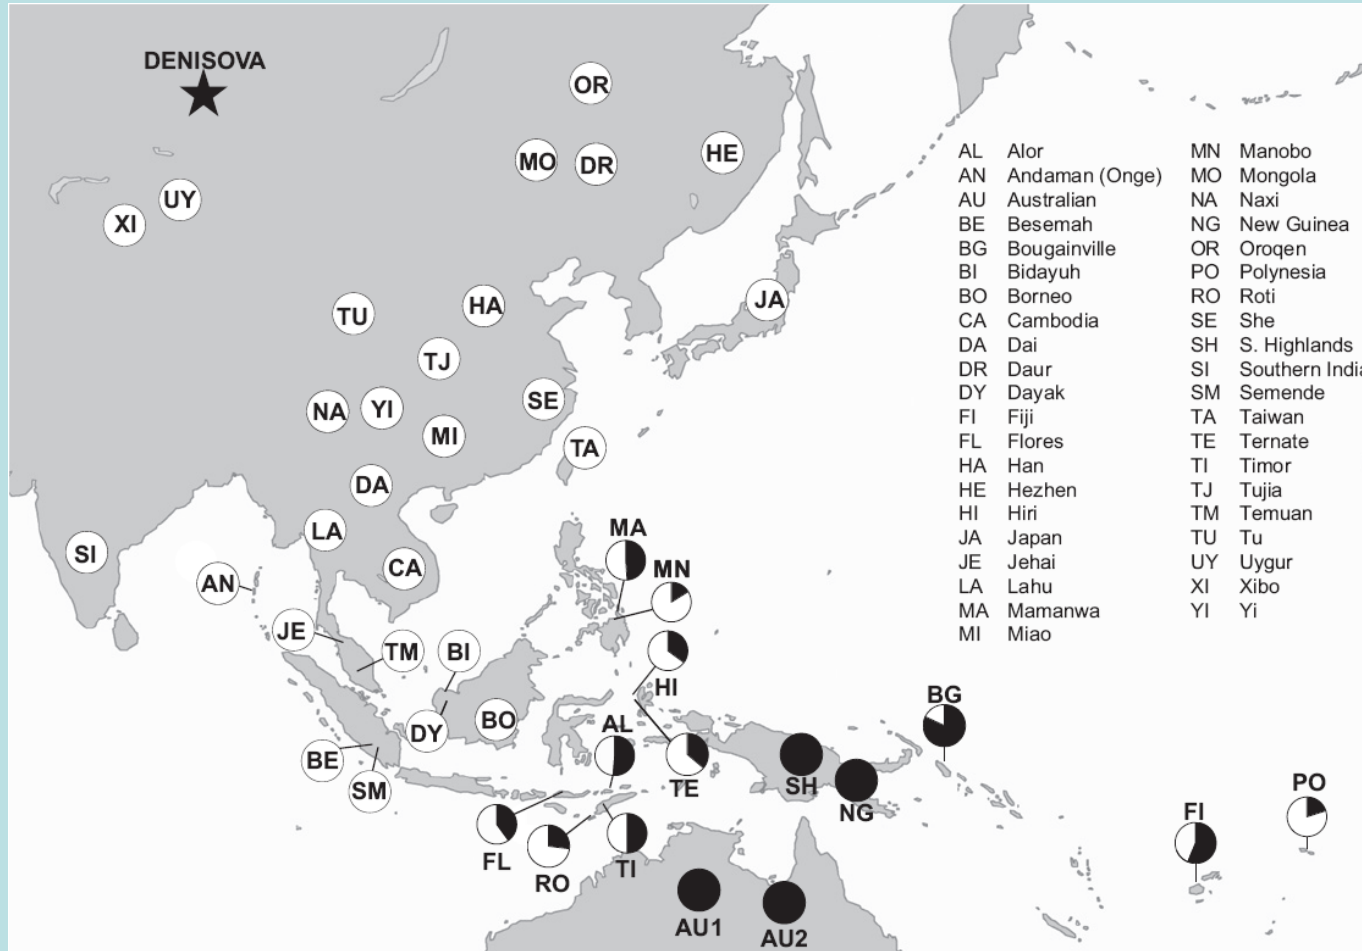 DENISOVA
OR
MO
DR
HE
UY
XI
TU
HA
JA
TJ
NA
YI
SE
MI
TA
DA
LA
SI
CA
AN
JE
TM
BI
DY
BO
BE
SM
MA
MN
HI
AL
TE
FL
RO
TI
SH
NG
BG
AU1
AU2
FI
PO
AL Alor
AN Andaman (Onge)
AU Australian
BE Besemah
BG Bougainville
BI Bidayuh
BO Borneo
CA Cambodia
DA Dai
DR Daur
DY Dayak
FI Fiji
FL Flores
HA Han
HE Hezhen
HI Hiri
JA Japan
JE Jehai
LA Lahu
MA Mamanwa
MI Miao
MN Manobo
MO Mongola
NA Naxi
NG New Guinea
OR Oroqen
PO Polynesia
RO Roti
SE She
SH S. Highlands
SI Southern India
SM Semende
TA Taiwan
TE Ternate
TI Timor
TJ Tujia
TM Temuan
TU Tu
UY Uygur
XI Xibo
YI Yi